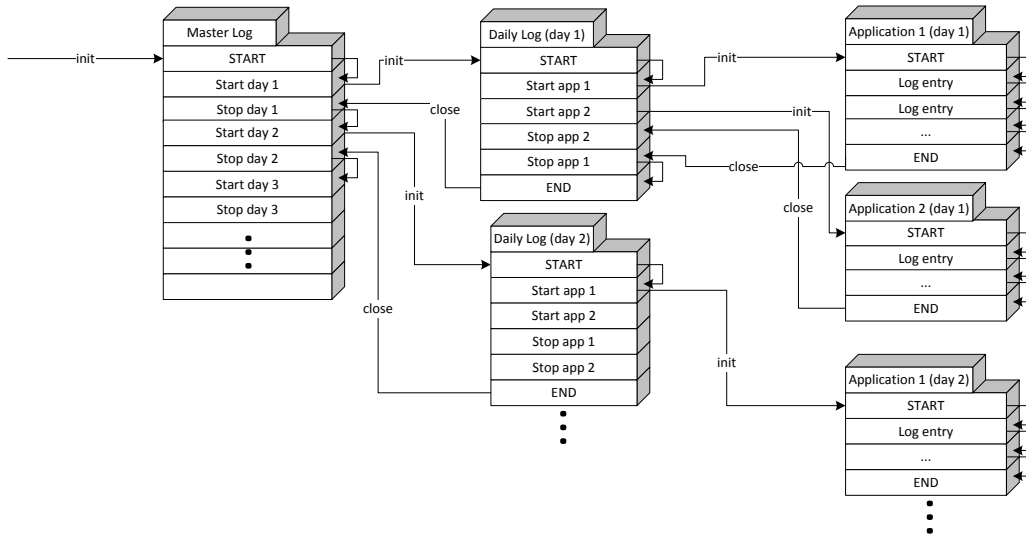 init
Master Log
START
Start day 1
Stop day 1
Start day 2
Stop day 2
Start day 3
Stop day 3
init
close
init
close
Daily Log (day 1)
START
Start app 1
Start app 2
Stop app 2
Stop app 1
END
Daily Log (day 2)
START
Start app 1
Start app 2
Stop app 1
Stop app 2
END
init
init
close
close
init
Application 1 (day 1)
START
Log entry
Log entry
...
END
Application 2 (day 1)
START
Log entry
...
END
Application 1 (day 2)
START
Log entry
...
END